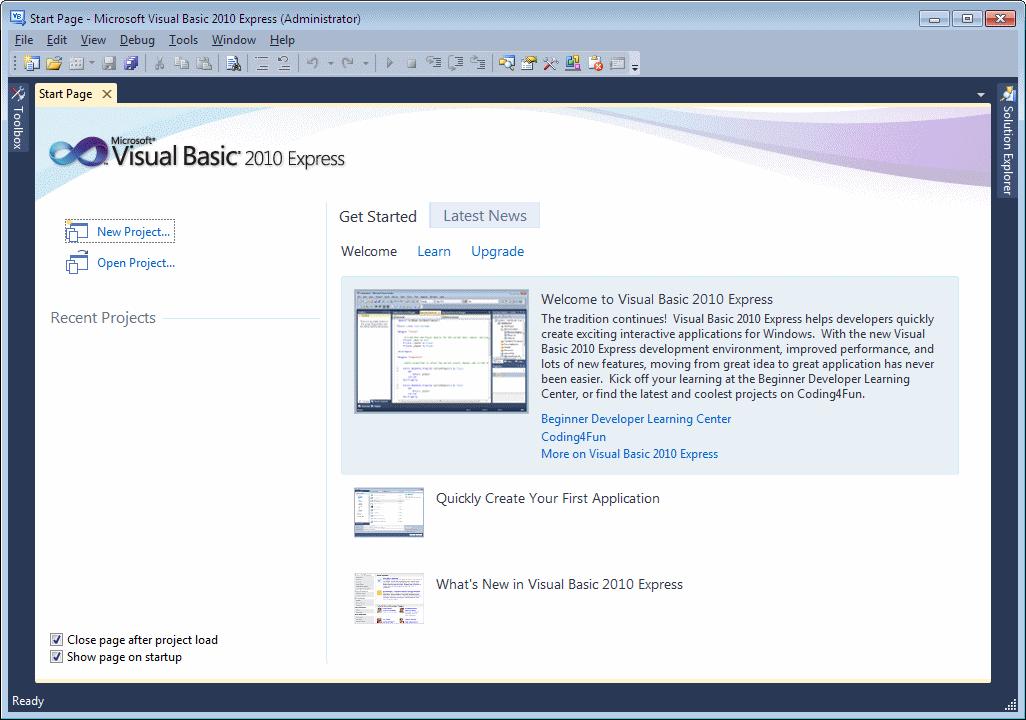 Start Page - Microsoft Visual Basic 2010 Express (Administrator)
File Edit View Debug Tools Window Help
Toolbox
Start Page
Solution Explorer
Microsoft®
Visual Basic® 2010 Express
New Project...
Open Project...
Recent Projects
Close page after project load
Show page on startup
Get Started Latest News
Welcome Learn Upgrade
Welcome to Visual Basic 2010 Express
The tradition continues!  Visual Basic 2010 Express helps developers quickly
create exciting interactive applications for Windows.  With the new Visual
Basic 2010 Express development environment, improved performance, and
lots of new features, moving from great idea to great application has never
been easier.  Kick off your learning at the Beginner Developer Learning
Center, or find the latest and coolest projects on Coding4Fun.
Beginner Developer Learning Center
Coding4Fun
More on Visual Basic 2010 Express
Quickly Create Your First Application
What's New in Visual Basic 2010 Express
Ready